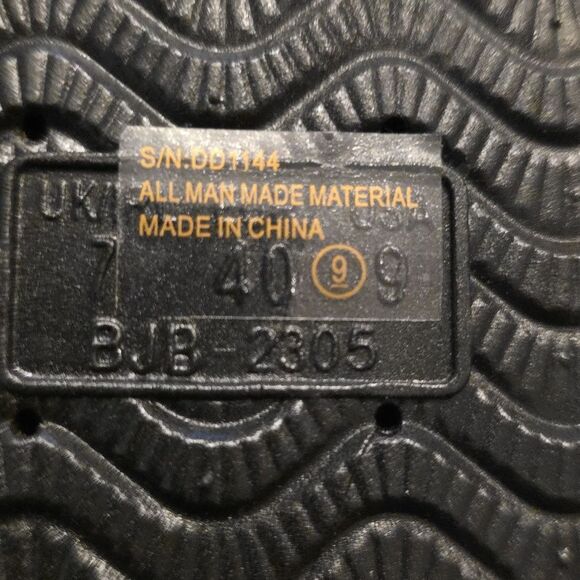 S/N:DD1144
ALL MAN MADE MATERIAL
MADE IN CHINA
9
UK USA
7 40 9
BJB-2305